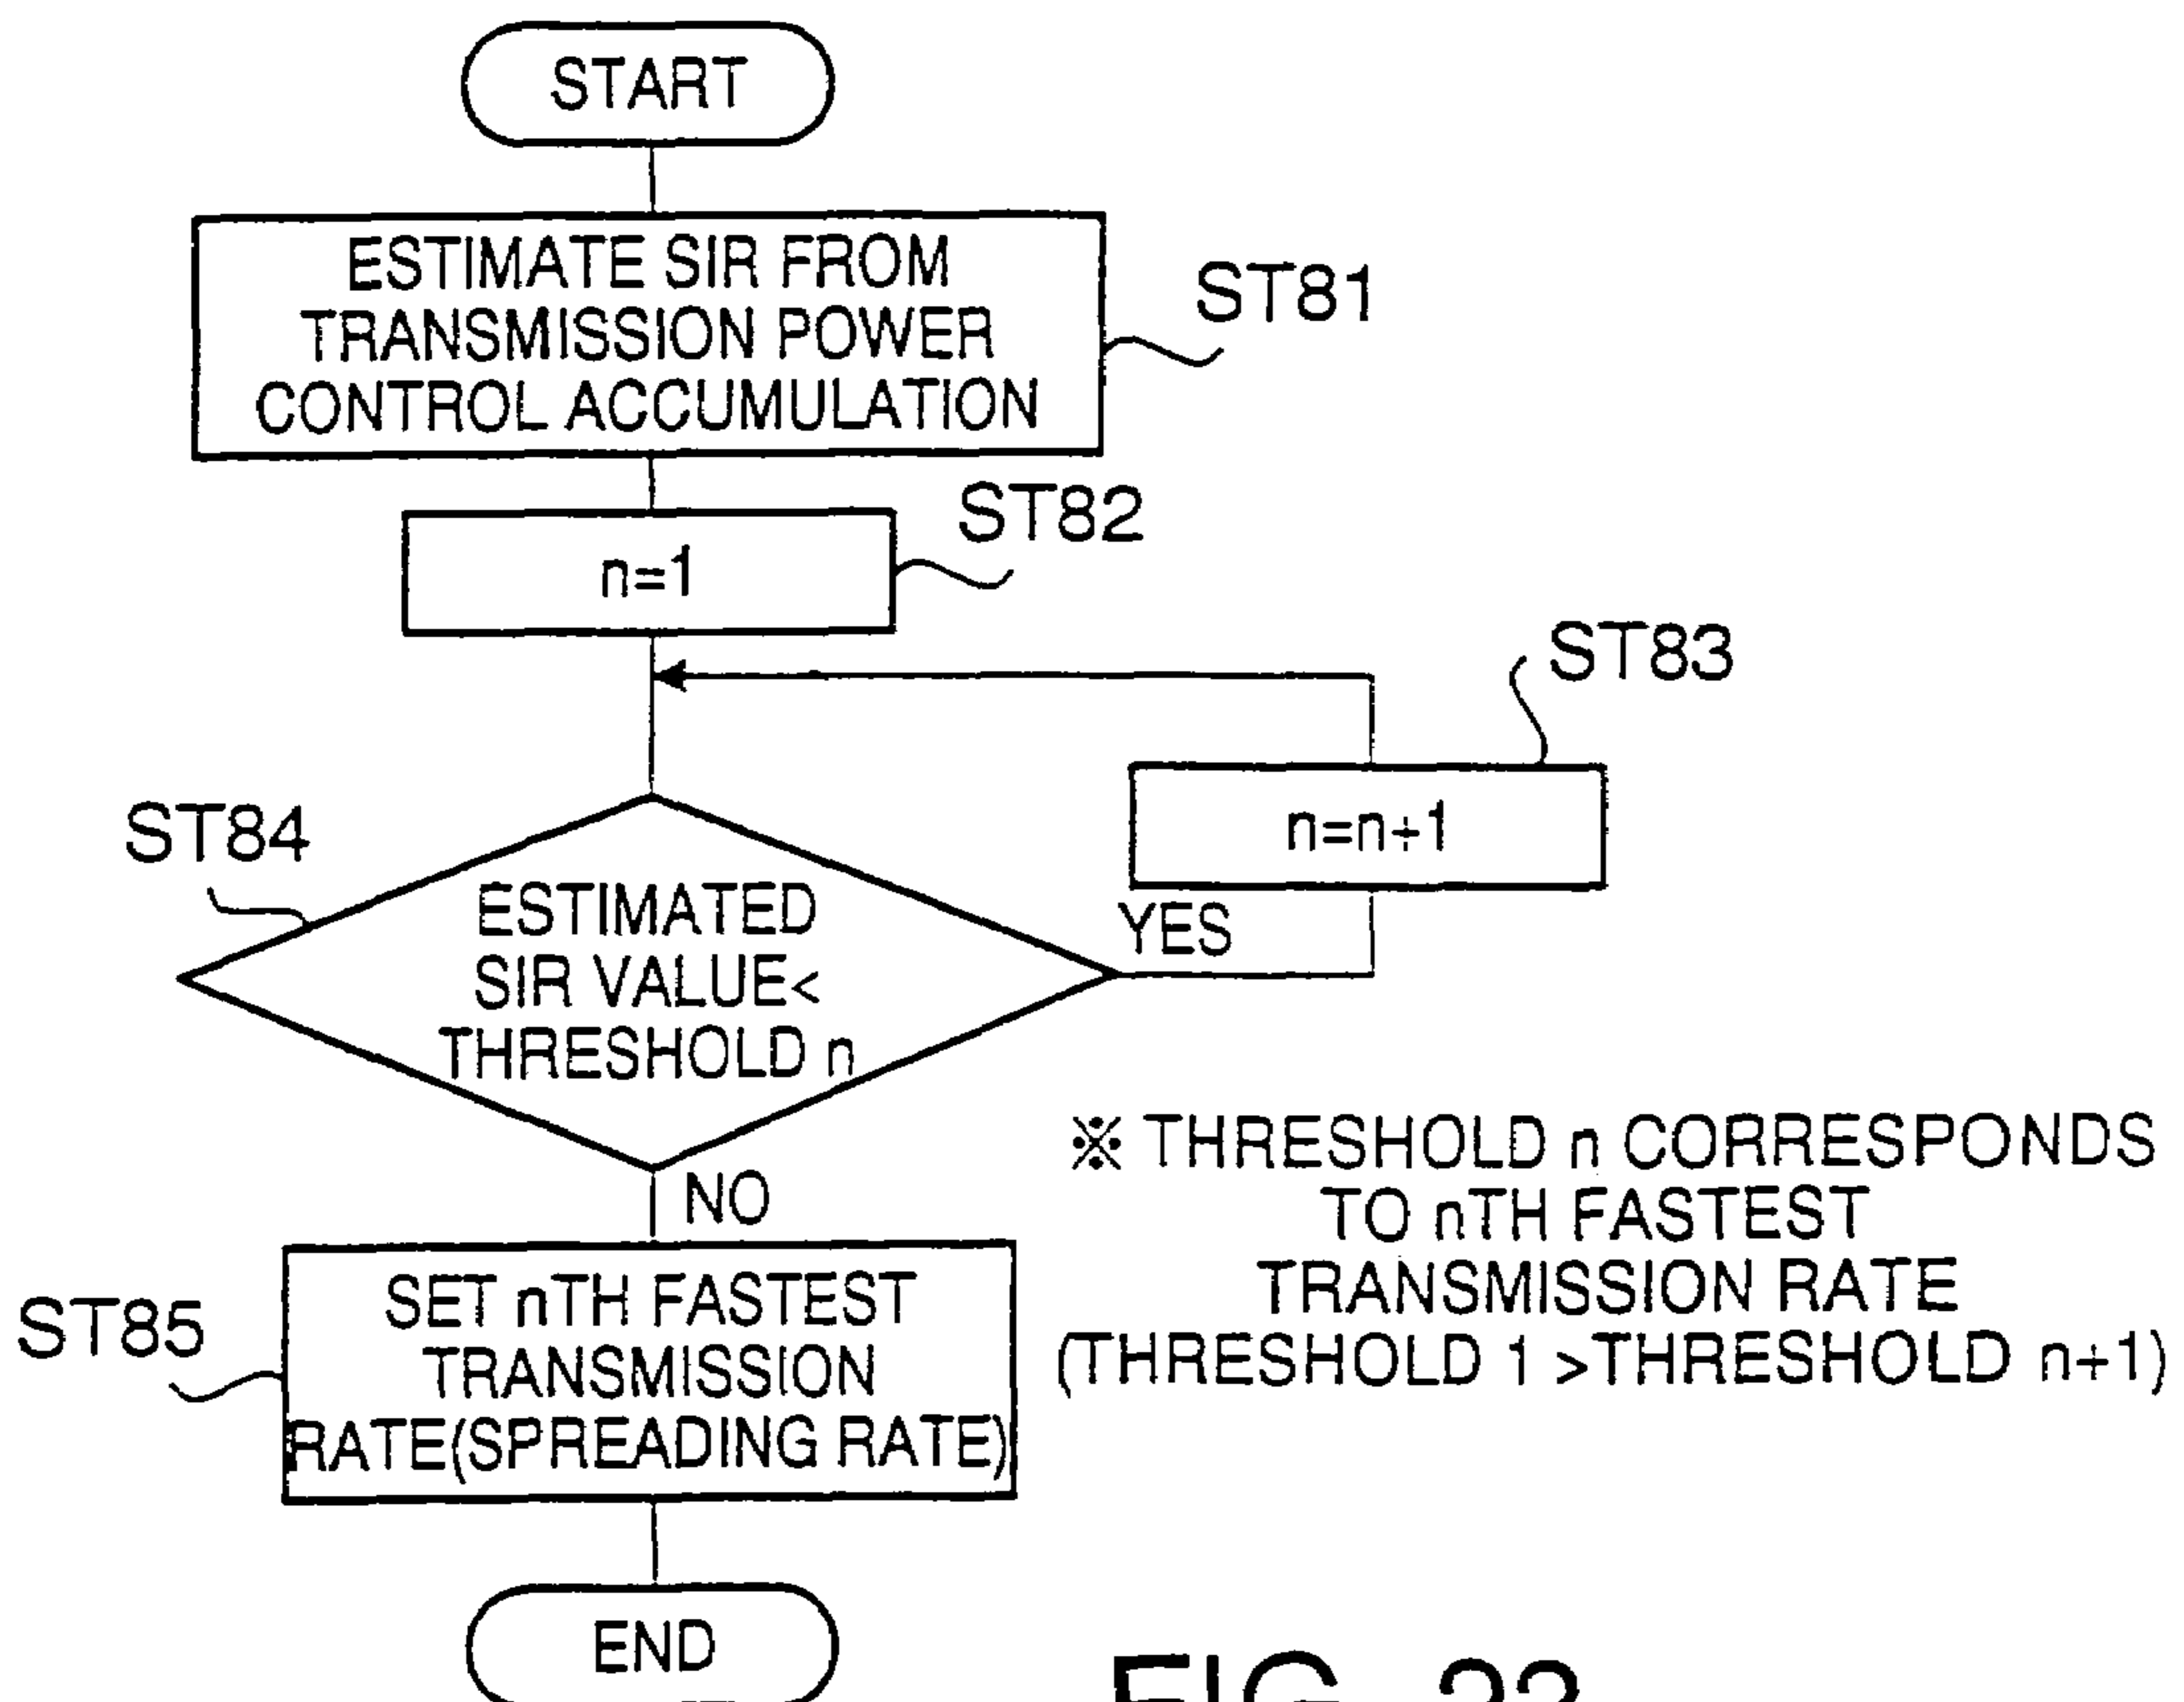 START
ESTIMATE SIR FROM
TRANSMISSION POWER
CONTROL ACCUMULATION
ST81
n=1
ST82
ST83
n=n+1
ST84
ESTIMATED
SIR VALUE<
THRESHOLD n
YES
NO
※ THRESHOLD n CORRESPONDS
TO nTH FASTEST
TRANSMISSION RATE
(THRESHOLD 1 >THRESHOLD n+1)
SET nTH FASTEST
TRANSMISSION
RATE(SPREADING RATE)
ST85
END